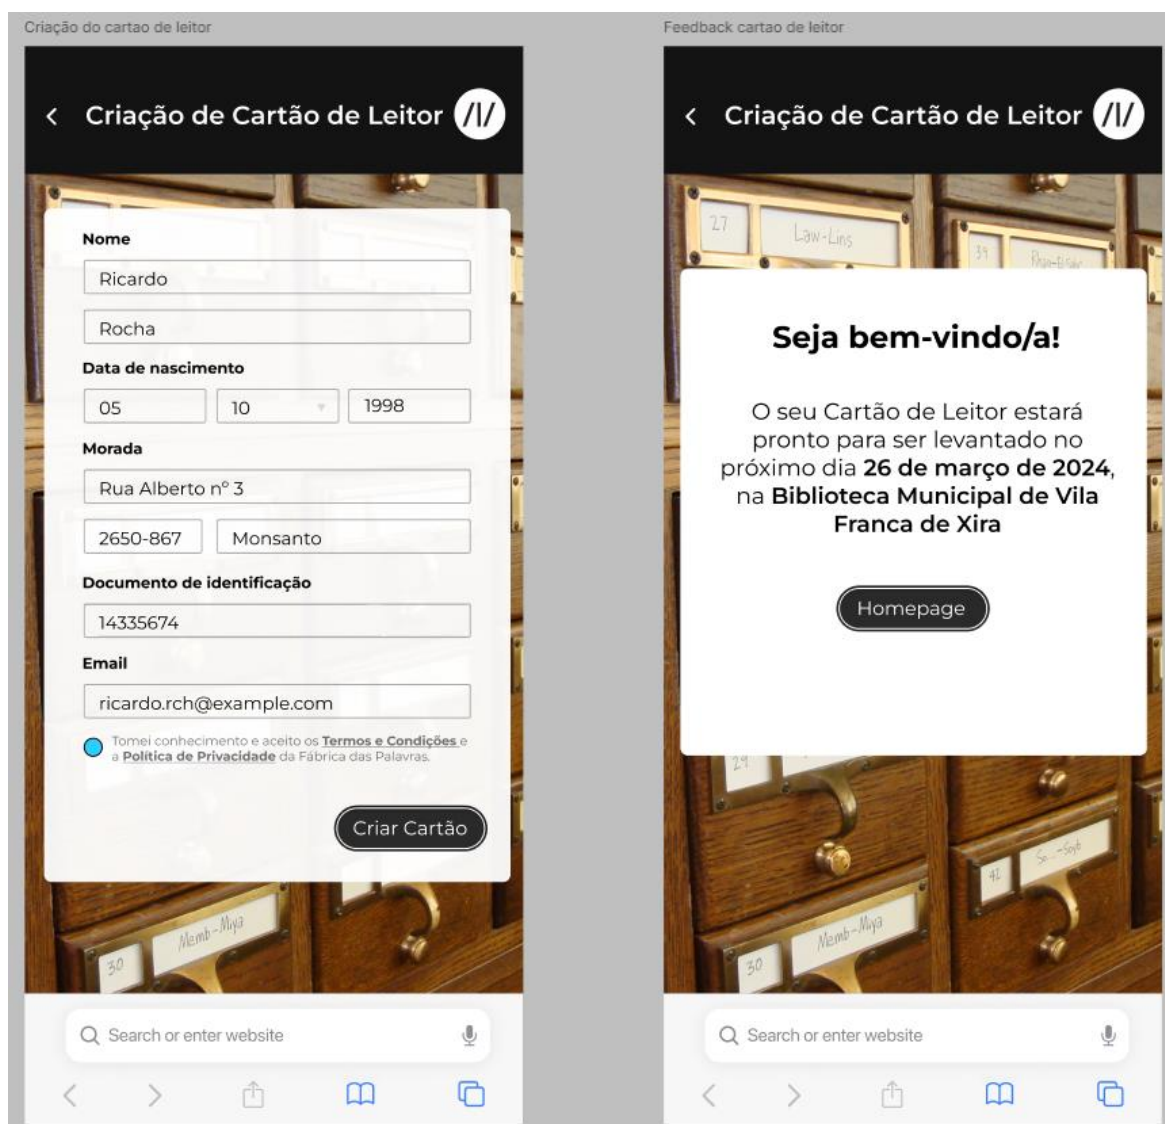 Criação do cartao de leitor
Criação de Cartão de Leitor
Nome
Ricardo
Rocha
Data de nascimento
05 10 1998
Morada
Rua Alberto nº 3
2650-867 Monsanto
Documento de identificação
14335674
Email
ricardo.rch@example.com
Tomei conhecimento e aceito os Termos e Condições e
a Política de Privacidade da Fábrica das Palavras.
Criar Cartão
Memb-Miya
30
Search or enter website
Feedback cartao de leitor
Criação de Cartão de Leitor
27 Law-Lins
39
Seja bem-vindo/a!
O seu Cartão de Leitor estará
pronto para ser levantado no
próximo dia 26 de março de 2024,
na Biblioteca Municipal de Vila
Franca de Xira
Homepage
29
42
Memb-Miya
30
Search or enter website